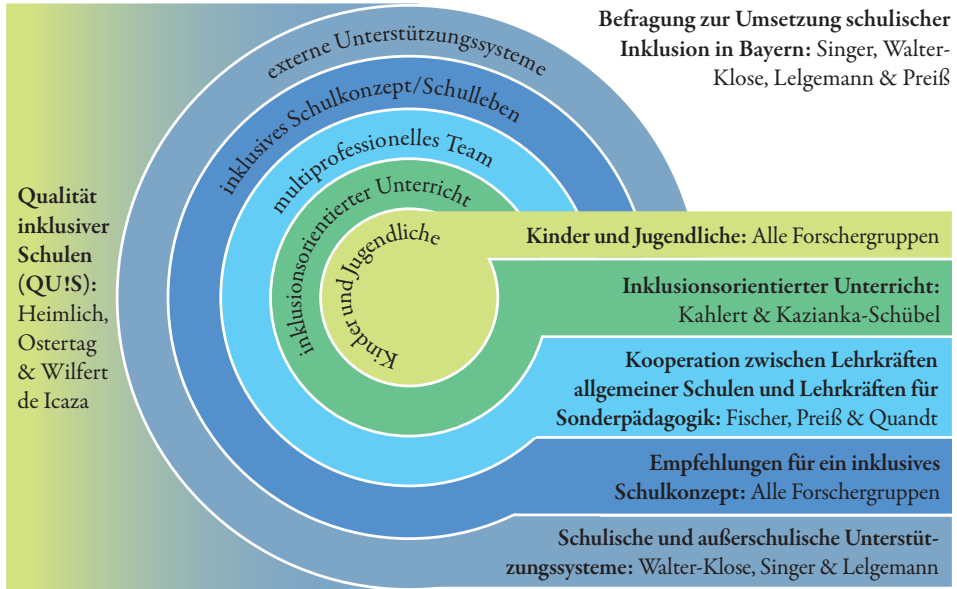 Befragung zur Umsetzung schulischer
Inklusion in Bayern: Singer, Walter-
Klose, Lelgemann & Preiß
externe Unterstützungssysteme
inklusives Schulkonzept/Schulleben
multiprofessionelles Team
inklusionsorientierter Unterricht
Kinder und Jugendliche
Qualität
inklusiver
Schulen
(QU!S):
Heimlich,
Ostertag
& Wilfert
de Icaza
Kinder und Jugendliche: Alle Forschergruppen
Inklusionsorientierter Unterricht:
Kahlert & Kazianka-Schübel
Kooperation zwischen Lehrkräften
allgemeiner Schulen und Lehrkräften für
Sonderpädagogik: Fischer, Preiß & Quandt
Empfehlungen für ein inklusives
Schulkonzept: Alle Forschergruppen
Schulische und außerschulische Unterstüt-
zungssysteme: Walter-Klose, Singer & Lelgemann